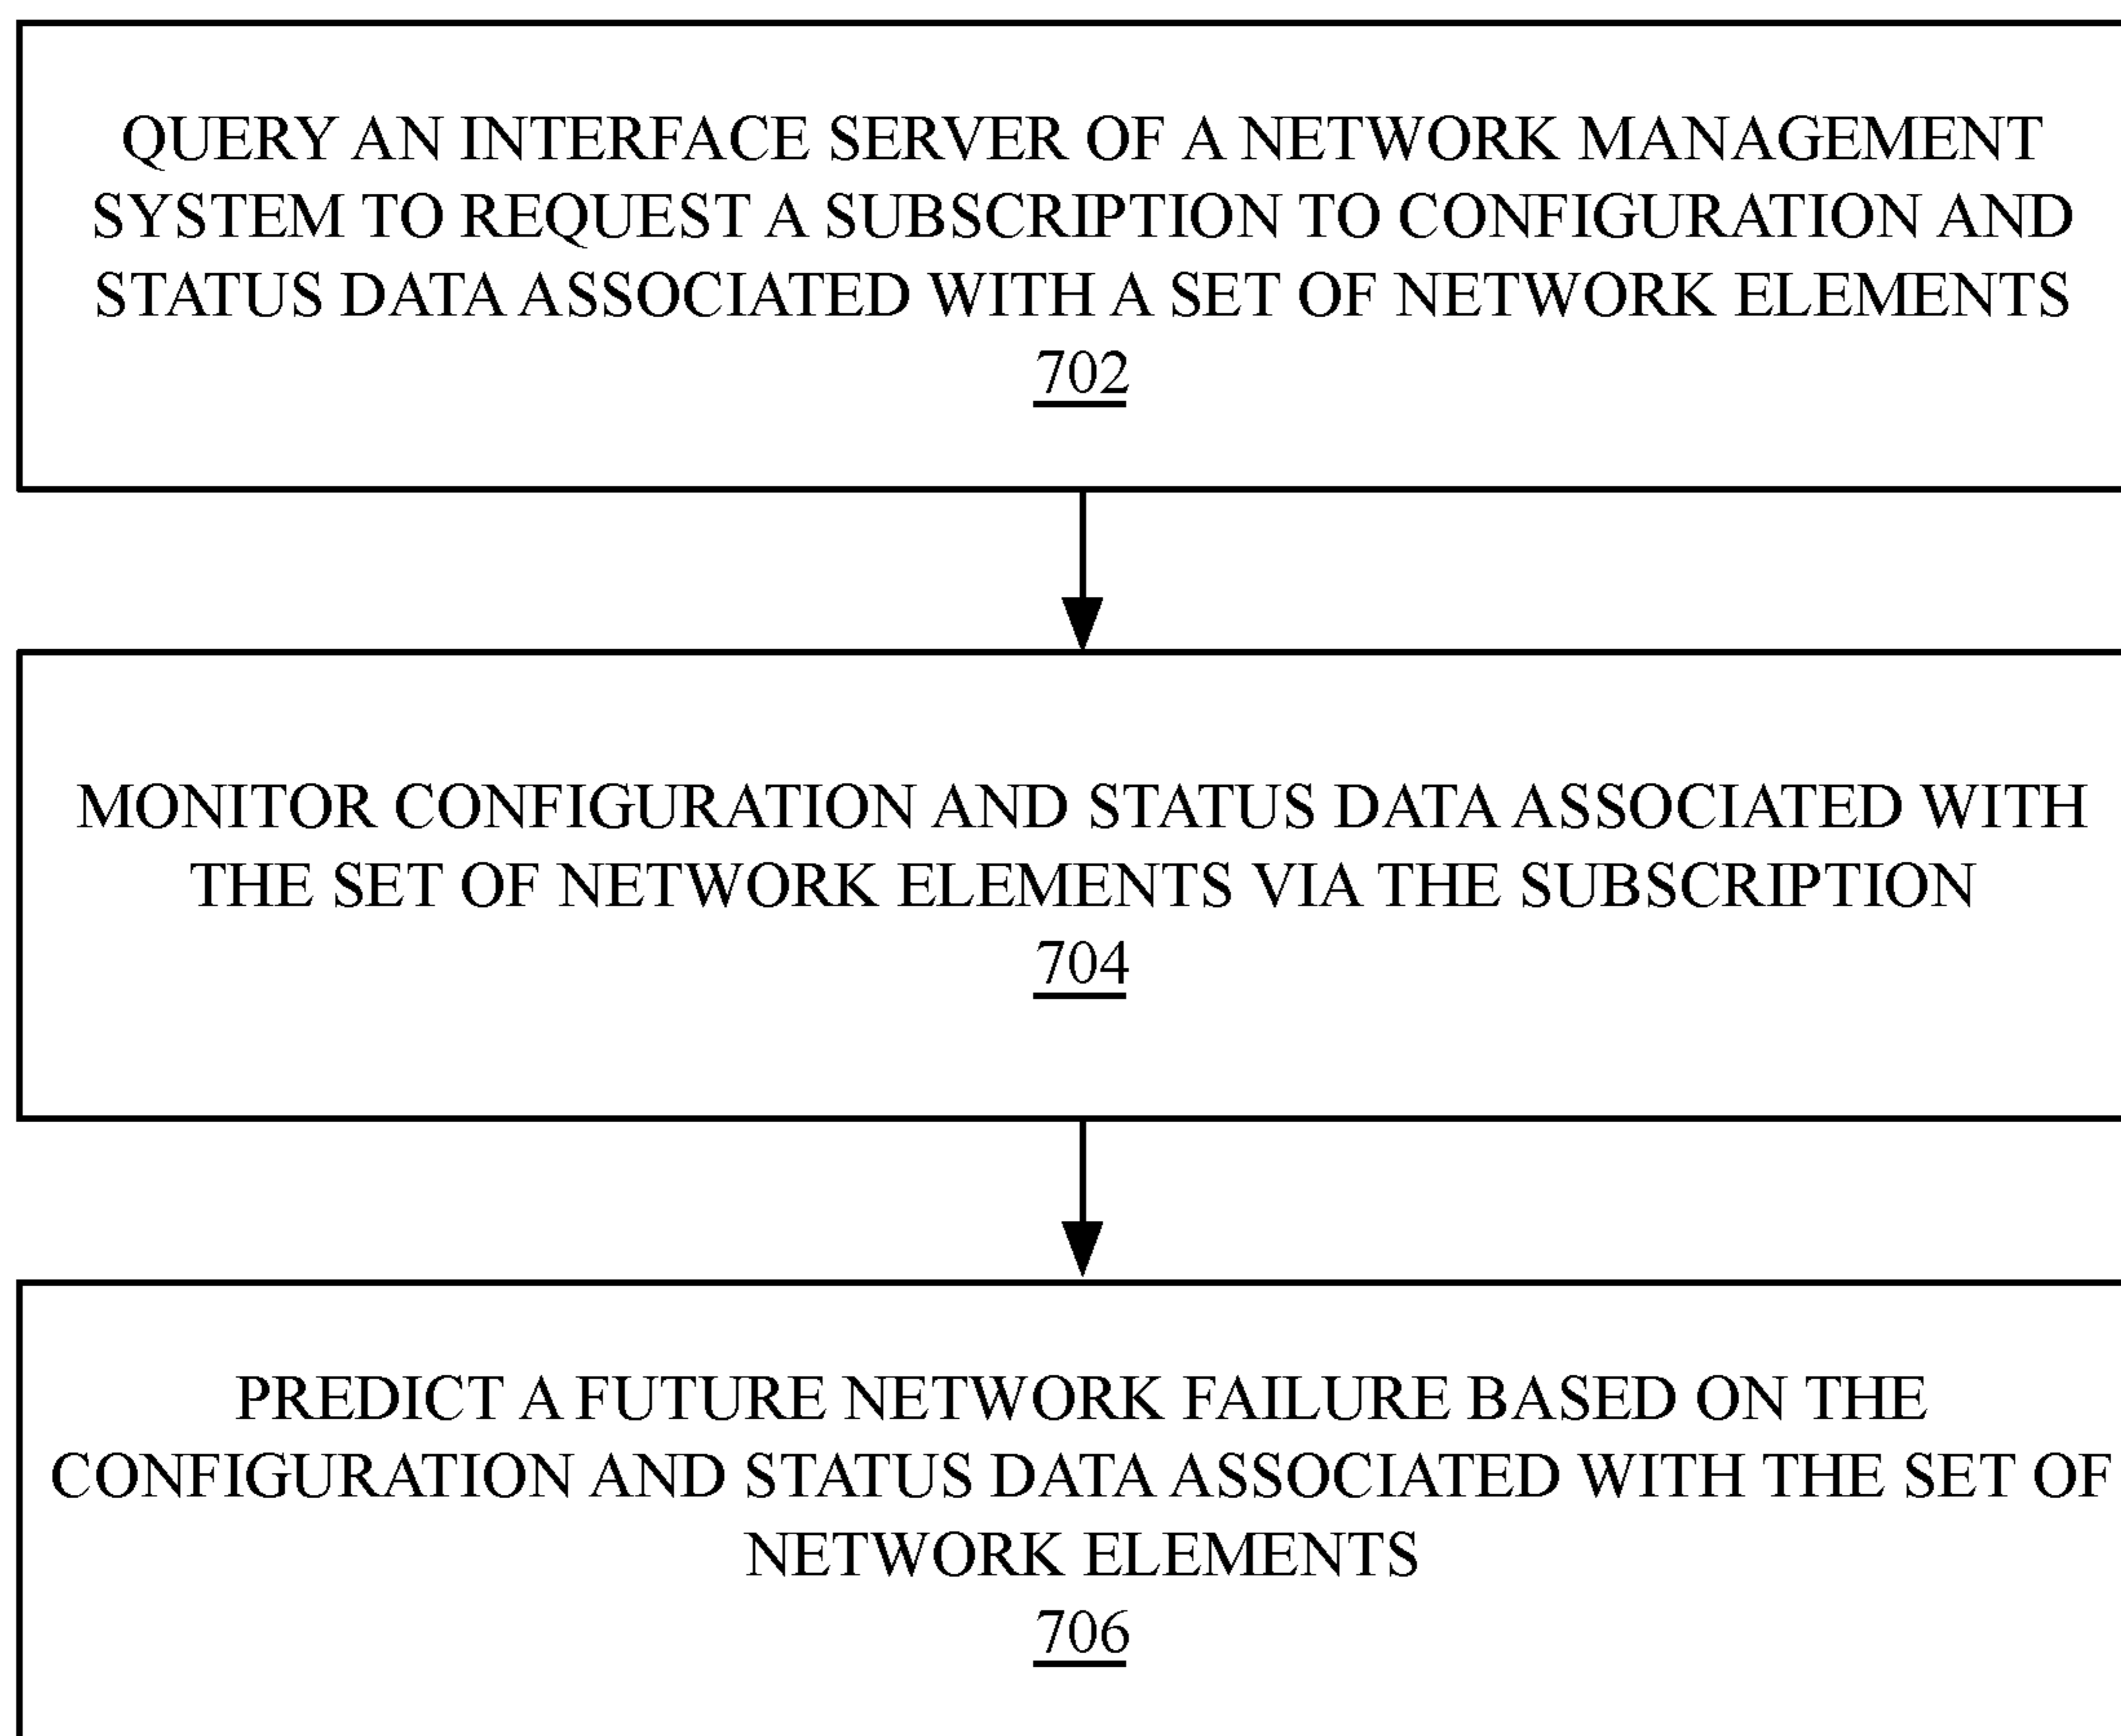 QUERY AN INTERFACE SERVER OF A NETWORK MANAGEMENT
SYSTEM TO REQUEST A SUBSCRIPTION TO CONFIGURATION AND
STATUS DATA ASSOCIATED WITH A SET OF NETWORK ELEMENTS
702
MONITOR CONFIGURATION AND STATUS DATA ASSOCIATED WITH
THE SET OF NETWORK ELEMENTS VIA THE SUBSCRIPTION
704
PREDICT A FUTURE NETWORK FAILURE BASED ON THE
CONFIGURATION AND STATUS DATA ASSOCIATED WITH THE SET OF
NETWORK ELEMENTS
706